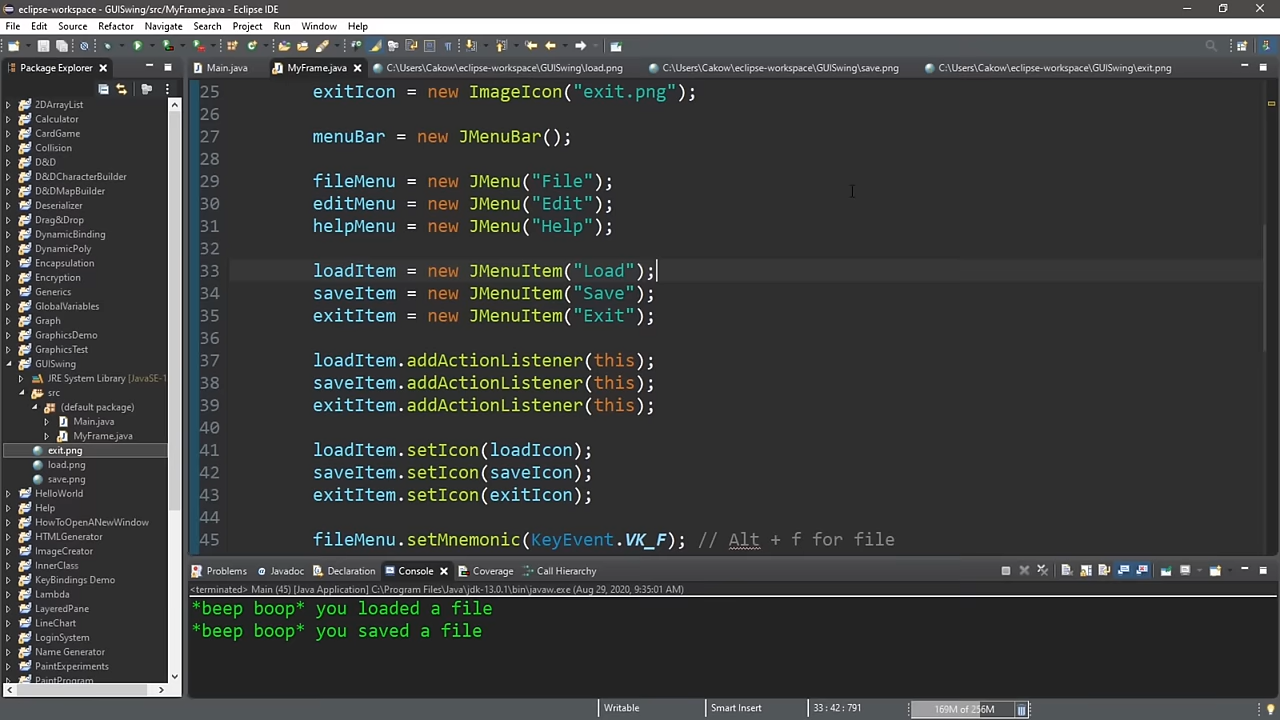 eclipse-workspace - GUISwing/src/MyFrame.java - Eclipse IDE
File Edit Source Refactor Navigate Search Project Run Window Help
Package Explorer
Main.java MyFrame.java C:\Users\Cakow\eclipse-workspace\GUISwing\load.png C:\Users\Cakow\eclipse-workspace\GUISwing\save.png C:\Users\Cakow\eclipse-workspace\GUISwing\exit.png
2DArrayList
Calculator
CardGame
Collision
D&D
D&DCharacterBuilder
D&DMapBuilder
Deserializer
Drag&Drop
DynamicBinding
DynamicPoly
Encapsulation
Encryption
Generics
GlobalVariables
Graph
GraphicsDemo
GraphicsTest
GUISwing
JRE System Library [JavaSE-1
src
(default package)
Main.java
MyFrame.java
exit.png
load.png
save.png
HelloWorld
Help
HowToOpenANewWindow
HTMLGenerator
ImageCreator
InnerClass
KeyBindings Demo
Lambda
LayeredPane
LineChart
LoginSystem
Name Generator
PaintExperiments
PaintProgram
25 exitIcon = new ImageIcon("exit.png");
26
27 menuBar = new JMenuBar();
28
29 fileMenu = new JMenu("File");
30 editMenu = new JMenu("Edit");
31 helpMenu = new JMenu("Help");
32
33 loadItem = new JMenuItem("Load");
34 saveItem = new JMenuItem("Save");
35 exitItem = new JMenuItem("Exit");
36
37 loadItem.addActionListener(this);
38 saveItem.addActionListener(this);
39 exitItem.addActionListener(this);
40
41 loadItem.setIcon(loadIcon);
42 saveItem.setIcon(saveIcon);
43 exitItem.setIcon(exitIcon);
44
45 fileMenu.setMnemonic(KeyEvent.VK_F); // Alt + f for file
Problems Javadoc Declaration Console Coverage Call Hierarchy
<terminated> Main (45) [Java Application] C:\Program Files\Java\jdk-13.0.1\bin\javaw.exe (Aug 29, 2020, 9:35:01 AM)
*beep boop* you loaded a file
*beep boop* you saved a file
Writable Smart Insert 33 : 42 : 791 169M of 256M